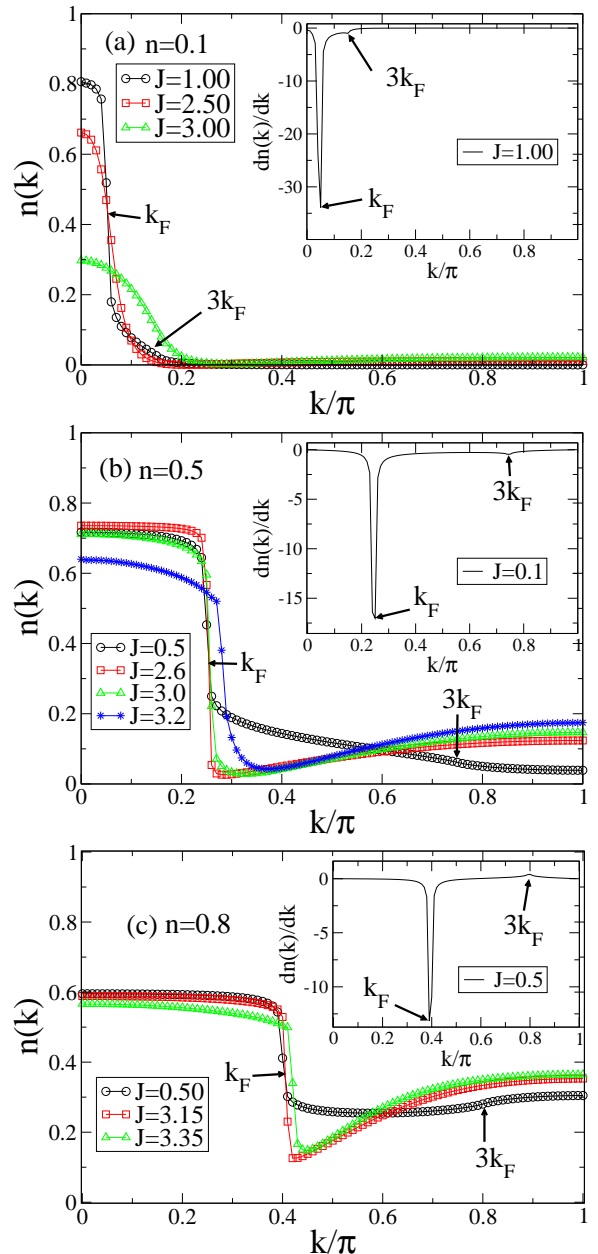 (a) n=0.1
J=1.00
J=2.50
J=3.00
k_F
3k_F
n(k)
1
0.8
0.6
0.4
0.2
0
0 0.2 0.4 0.6 0.8 1
k/π
0
-10
-20
-30
dn(k)/dk
3k_F
k_F
J=1.00
0 0.2 0.4 0.6 0.8 1
k/π
(b) n=0.5
J=0.5
J=2.6
J=3.0
J=3.2
k_F
3k_F
n(k)
1
0.8
0.6
0.4
0.2
0
0 0.2 0.4 0.6 0.8 1
k/π
0
-5
-10
-15
dn(k)/dk
3k_F
k_F
J=0.1
0 0.2 0.4 0.6 0.8 1
k/π
(c) n=0.8
J=0.50
J=3.15
J=3.35
k_F
3k_F
n(k)
1
0.8
0.6
0.4
0.2
0
0 0.2 0.4 0.6 0.8 1
k/π
0
-5
-10
dn(k)/dk
3k_F
k_F
J=0.5
0 0.2 0.4 0.6 0.8 1
k/π